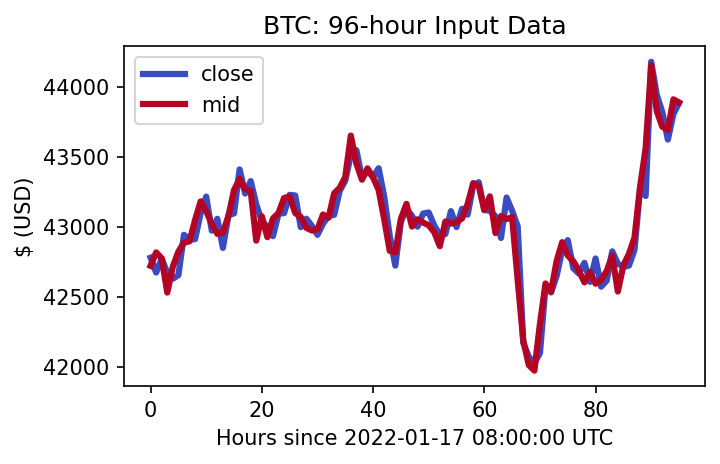 BTC: 96-hour Input Data
close
mid
44000
43500
43000
42500
42000
$ (USD)
0 20 40 60 80
Hours since 2022-01-17 08:00:00 UTC